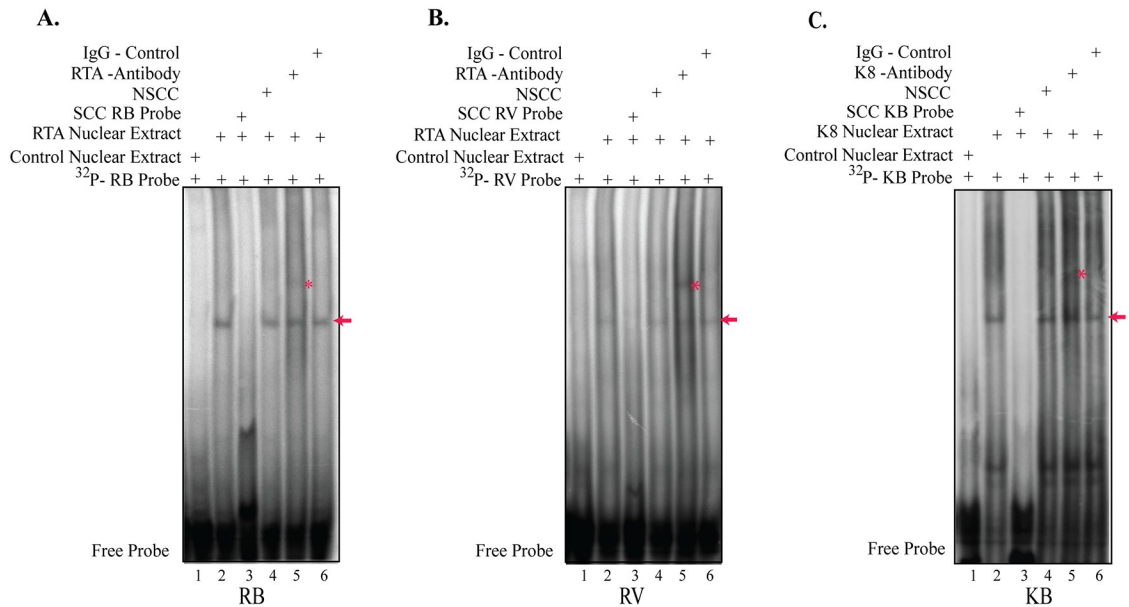 A.
IgG - Control +
RTA -Antibody +
NSCC +
SCC RB Probe +
RTA Nuclear Extract + + + + +
Control Nuclear Extract +
32P- RB Probe + + + + + +
*
Free Probe
1 2 3 4 5 6
RB
B.
IgG - Control +
RTA -Antibody +
NSCC +
SCC RV Probe +
RTA Nuclear Extract + + + + +
Control Nuclear Extract +
32P- RV Probe + + + + + +
*
Free Probe
1 2 3 4 5 6
RV
C.
IgG - Control +
K8 -Antibody +
NSCC +
SCC KB Probe +
K8 Nuclear Extract + + + + +
Control Nuclear Extract +
32P- KB Probe + + + + + +
*
Free Probe
1 2 3 4 5 6
KB